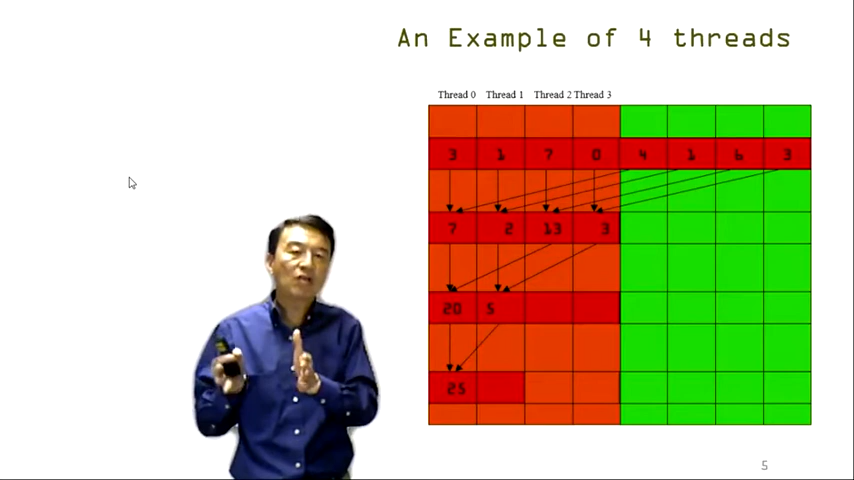 An Example of 4 threads
Thread 0 Thread 1 Thread 2 Thread 3
3 1 7 0 4 1 6 3
7 2 13 3
20 5
25
5